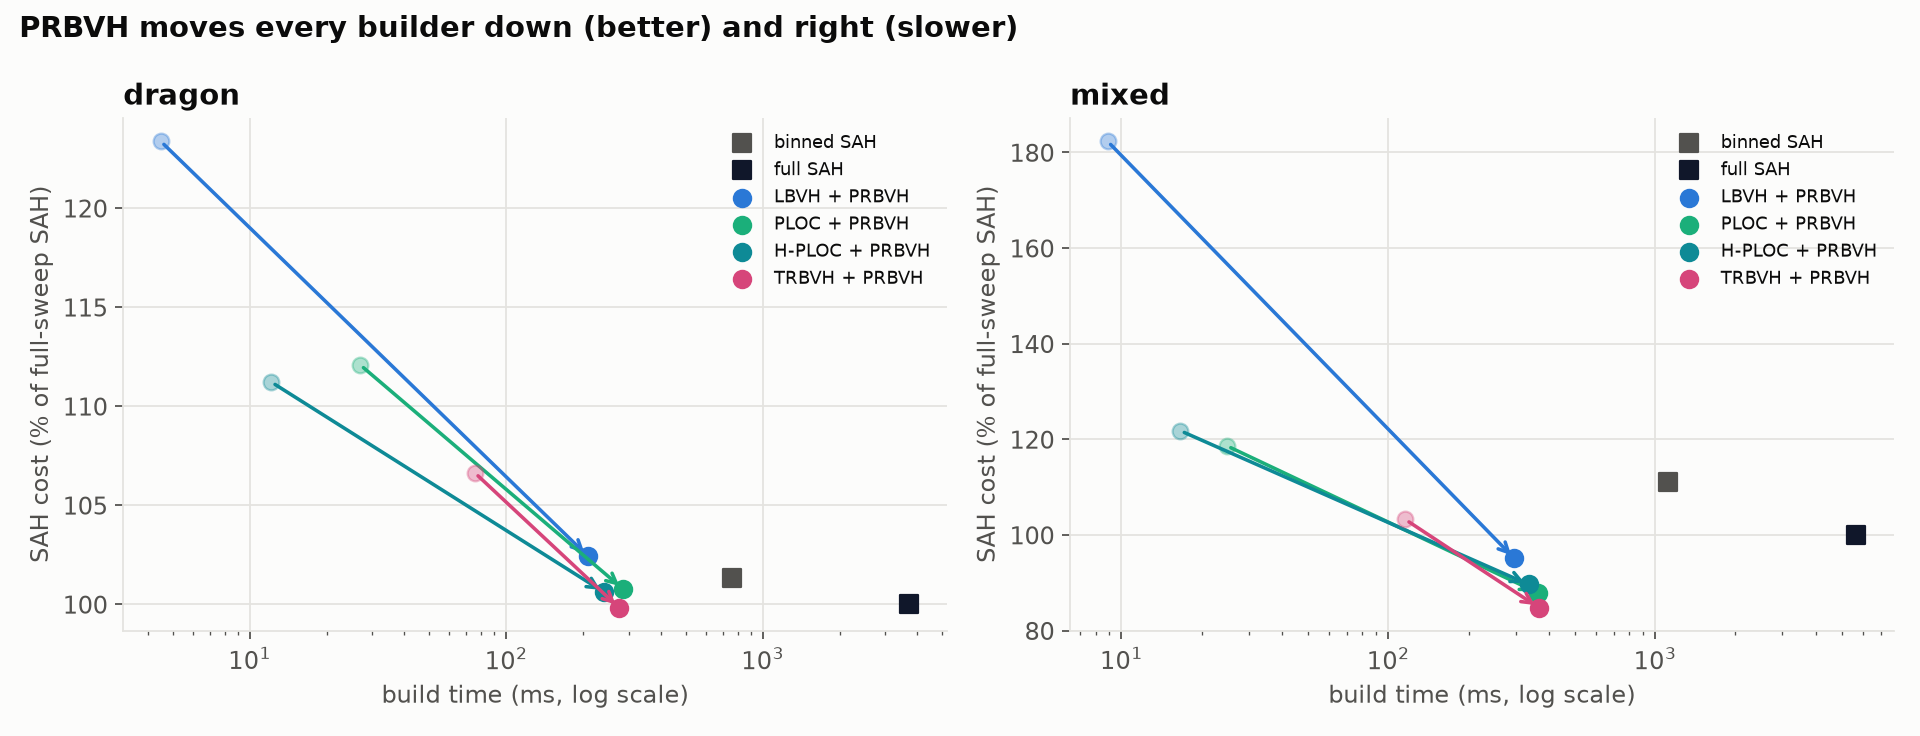 PRBVH moves every builder down (better) and right (slower)
dragon
SAH cost (% of full-sweep SAH)
120
115
110
105
100
10¹
10²
10³
build time (ms, log scale)
binned SAH
full SAH
LBVH + PRBVH
PLOC + PRBVH
H-PLOC + PRBVH
TRBVH + PRBVH
mixed
SAH cost (% of full-sweep SAH)
180
160
140
120
100
80
10¹
10²
10³
build time (ms, log scale)
binned SAH
full SAH
LBVH + PRBVH
PLOC + PRBVH
H-PLOC + PRBVH
TRBVH + PRBVH